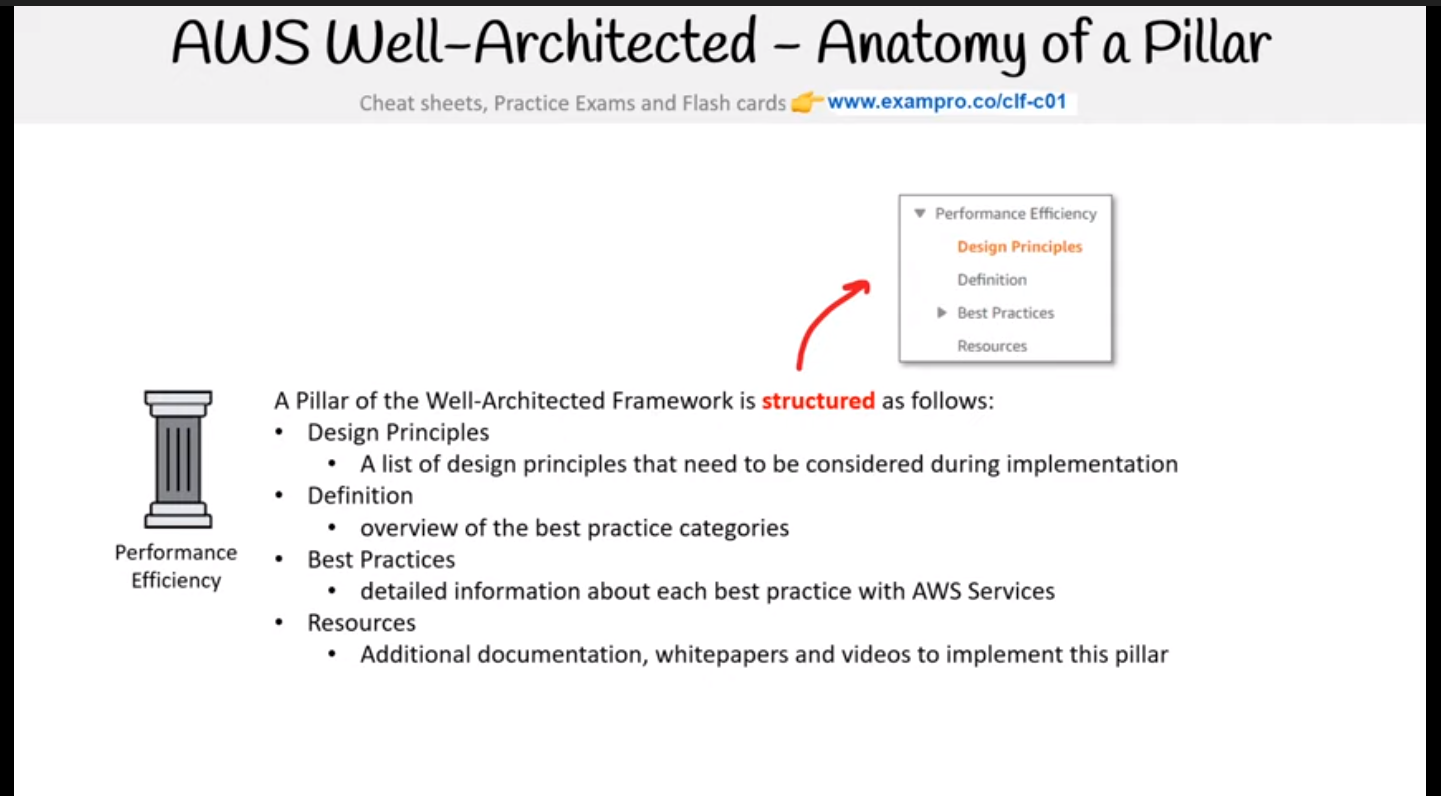 AWS Well-Architected - Anatomy of a Pillar
Cheat sheets, Practice Exams and Flash cards 👉 www.exampro.co/clf-c01
▼ Performance Efficiency
Design Principles
Definition
▶ Best Practices
Resources
A Pillar of the Well-Architected Framework is structured as follows:
• Design Principles
• A list of design principles that need to be considered during implementation
• Definition
• overview of the best practice categories
• Best Practices
• detailed information about each best practice with AWS Services
• Resources
• Additional documentation, whitepapers and videos to implement this pillar
Performance
Efficiency